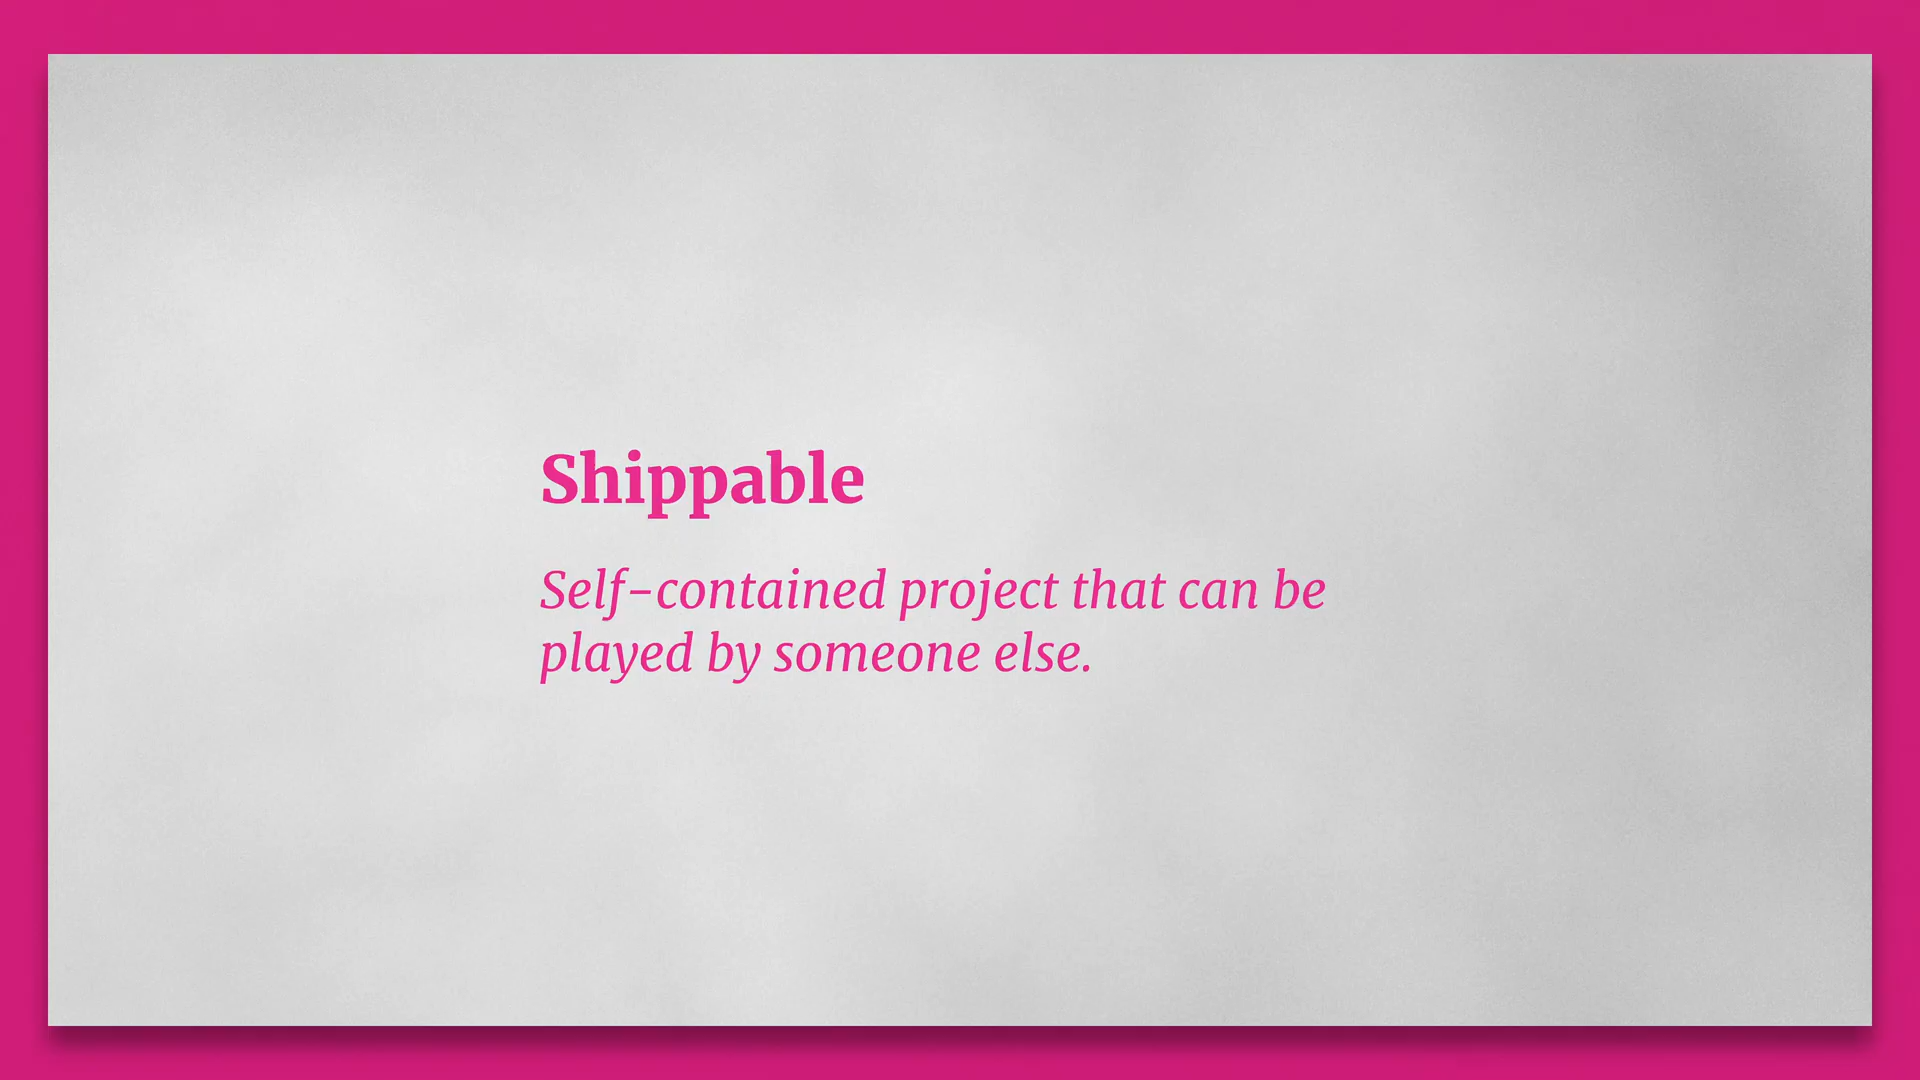 Shippable
Self-contained project that can be
played by someone else.